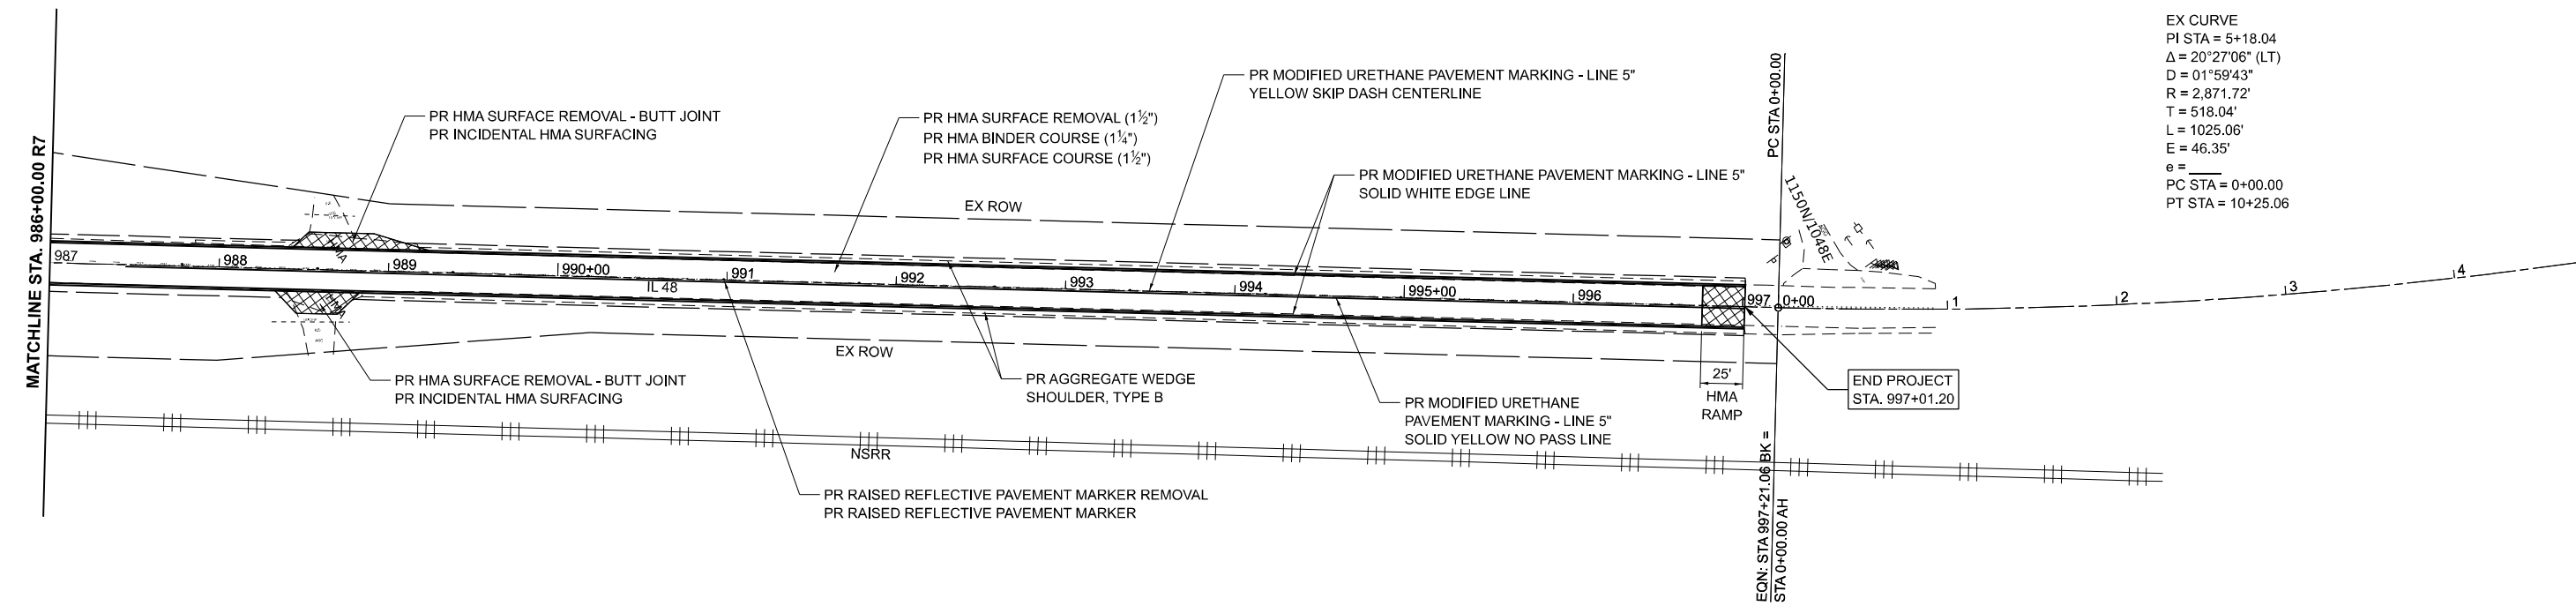 EX CURVE
PI STA = 5+18.04
Δ = 20°27'06" (LT)
D = 01°59'43"
R = 2,871.72'
T = 518.04'
L = 1025.06'
E = 46.35'
e = ____
PC STA = 0+00.00
PT STA = 10+25.06
MATCHLINE STA. 986+00.00 R7
PR HMA SURFACE REMOVAL - BUTT JOINT
PR INCIDENTAL HMA SURFACING
PR HMA SURFACE REMOVAL (1½")
PR HMA BINDER COURSE (1¼")
PR HMA SURFACE COURSE (1½")
PR MODIFIED URETHANE PAVEMENT MARKING - LINE 5"
YELLOW SKIP DASH CENTERLINE
PR MODIFIED URETHANE PAVEMENT MARKING - LINE 5"
SOLID WHITE EDGE LINE
PC STA 0+00.00
1150N/1048E
EX ROW
HMA
987
988
989
990+00
991
992
993
994
995+00
996
997
0+00
1
2
3
4
IL 48
HMA
EX ROW
PR HMA SURFACE REMOVAL - BUTT JOINT
PR INCIDENTAL HMA SURFACING
PR AGGREGATE WEDGE
SHOULDER, TYPE B
PR MODIFIED URETHANE
PAVEMENT MARKING - LINE 5"
SOLID YELLOW NO PASS LINE
25'
HMA
RAMP
END PROJECT
STA. 997+01.20
NSRR
PR RAISED REFLECTIVE PAVEMENT MARKER REMOVAL
PR RAISED REFLECTIVE PAVEMENT MARKER
EQN: STA 997+21.06 BK =
STA 0+00.00 AH